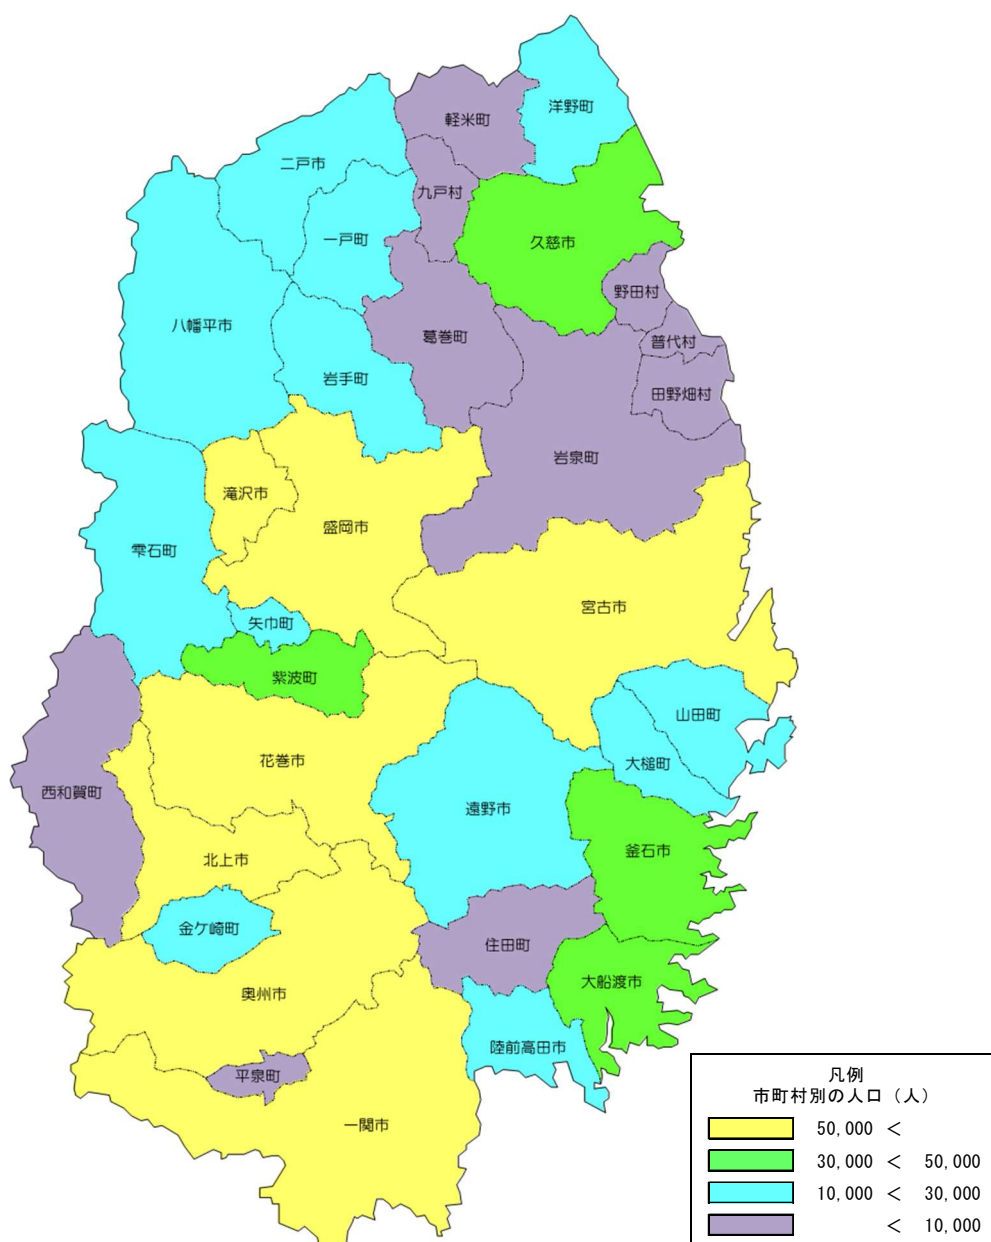 洋野町
軽米町
二戸市
九戸村
一戸町
久慈市
野田村
八幡平市
葛巻町
普代村
岩手町
田野畑村
岩泉町
滝沢市
盛岡市
雫石町
宮古市
矢巾町
紫波町
山田町
花巻市
大槌町
西和賀町
遠野市
釜石市
北上市
金ケ崎町
住田町
大船渡市
奥州市
陸前高田市
平泉町
一関市
凡例
市町村別の人口（人）
50,000 ＜
30,000 ＜ 50,000
10,000 ＜ 30,000
＜ 10,000